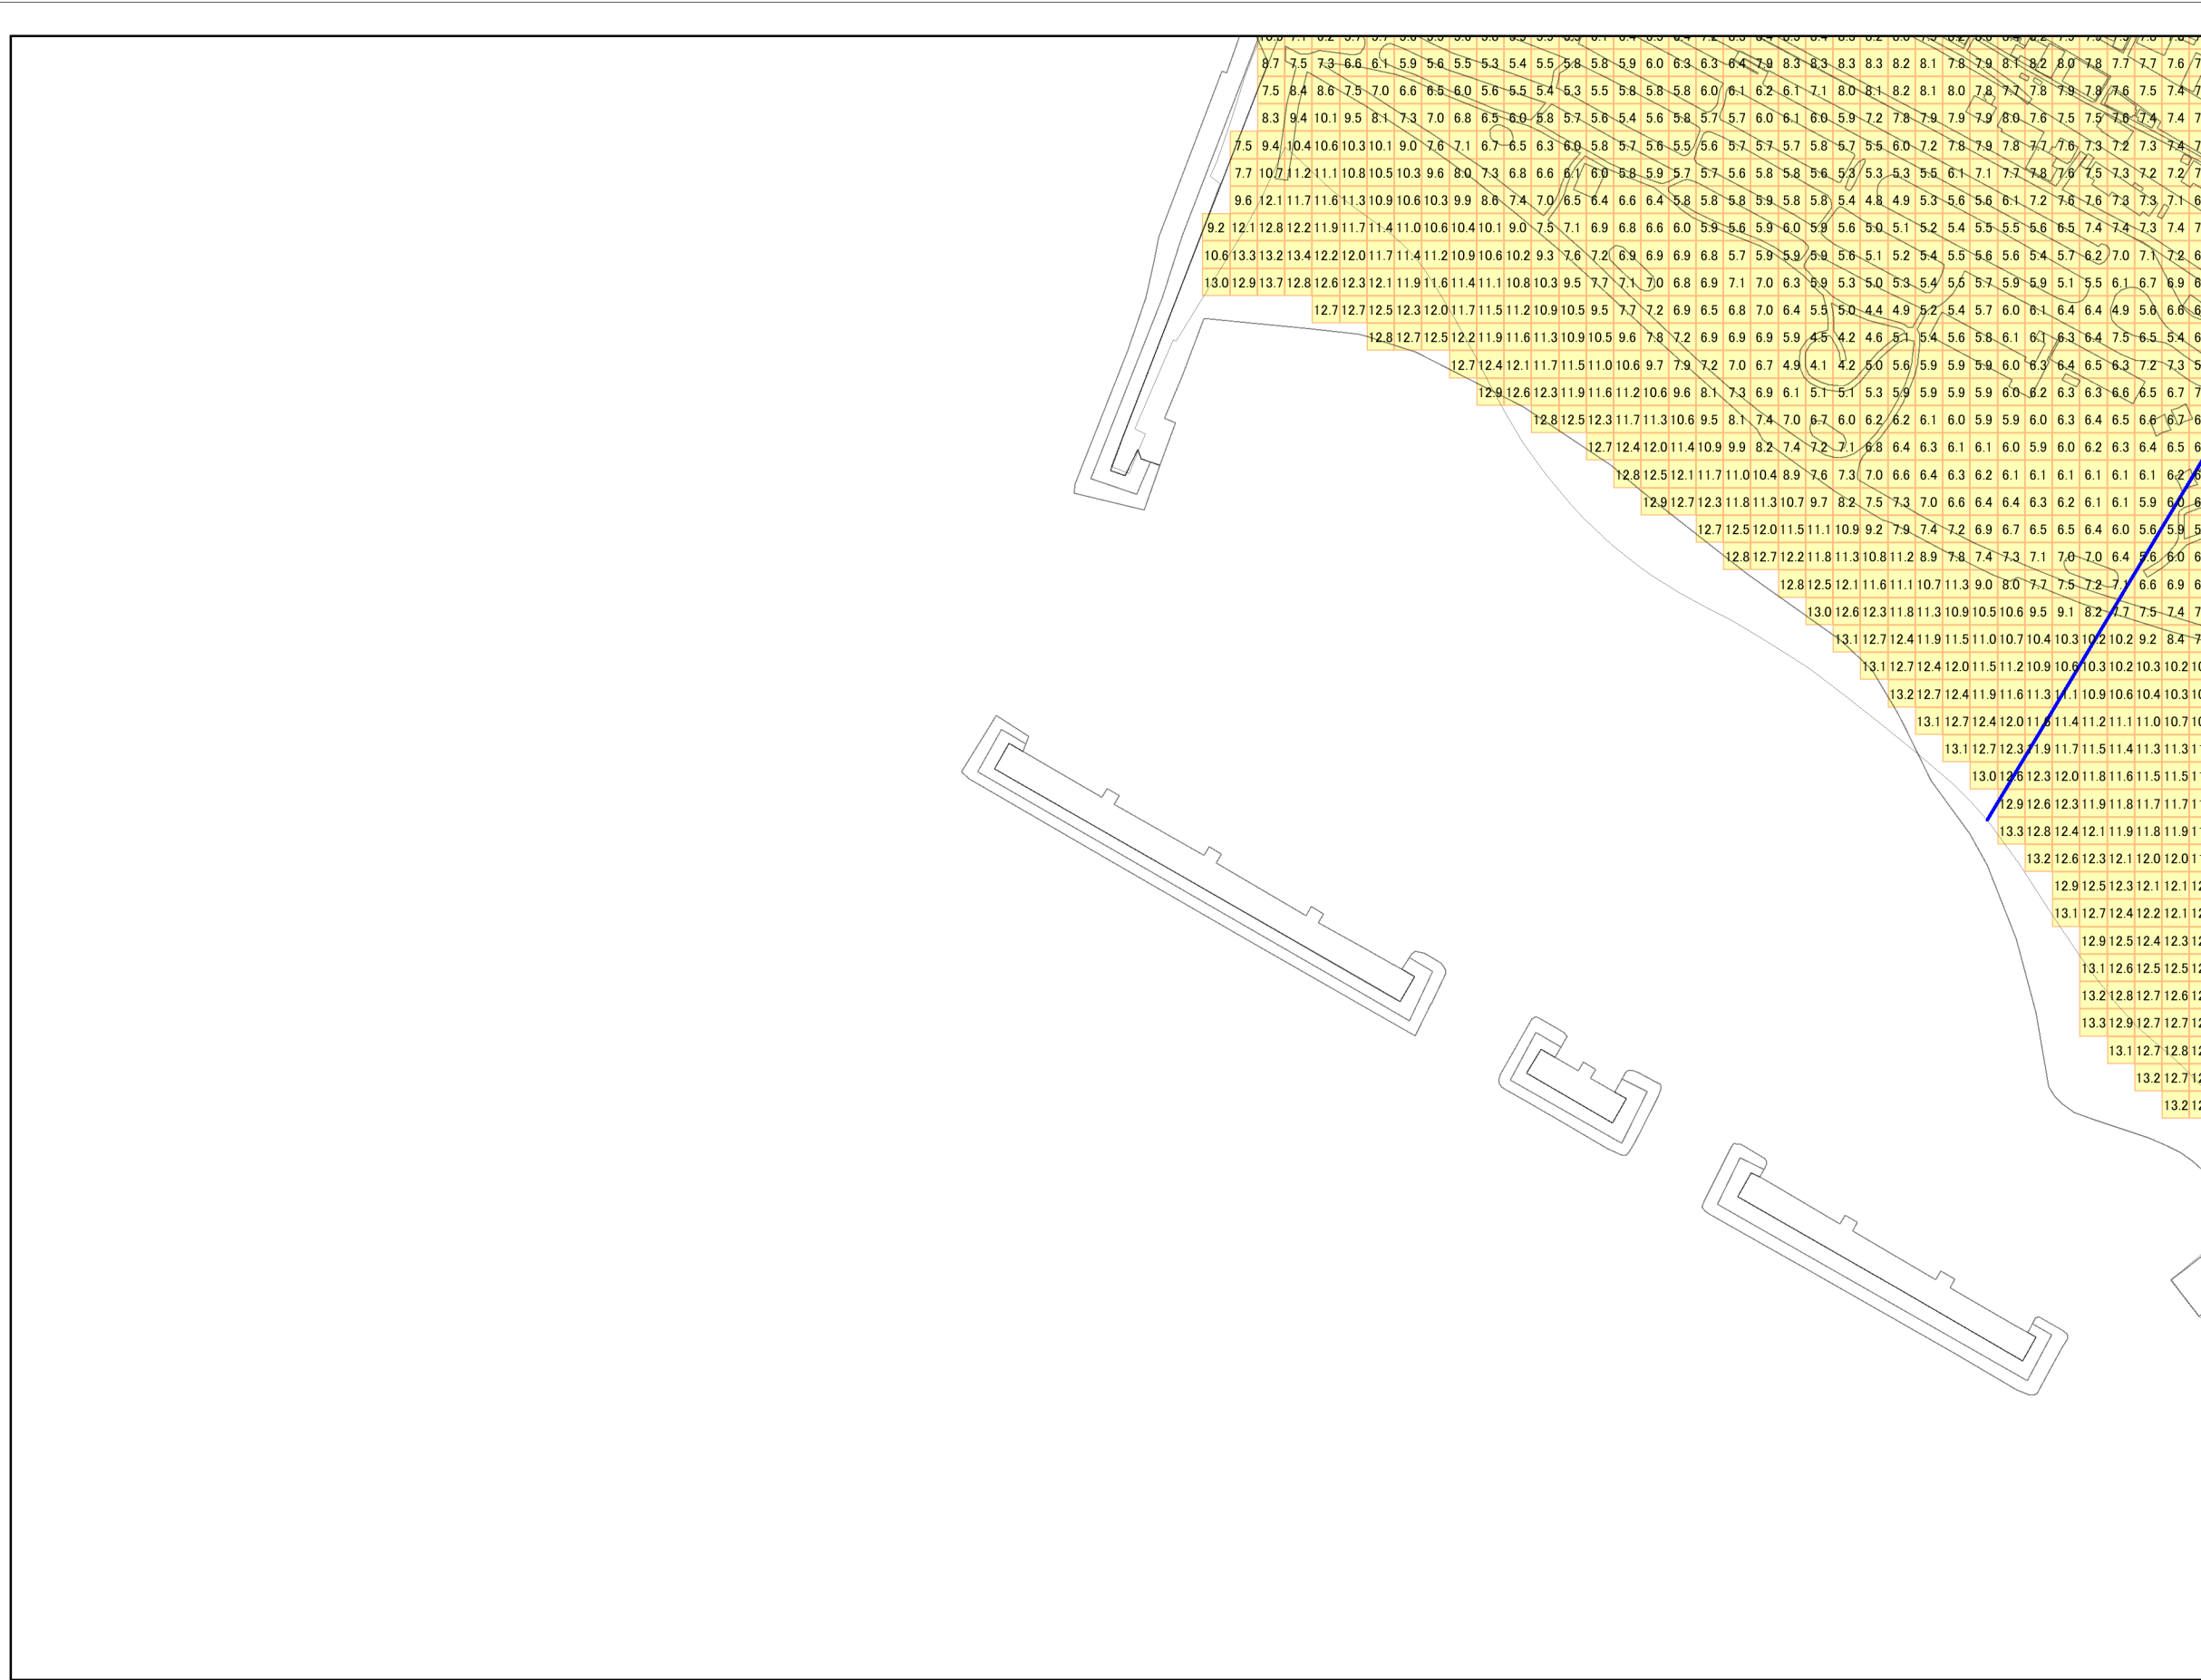 8.7 7.5 7.3 6.6 6.1 5.9 5.6 5.5 5.3 5.4 5.5 5.8 5.8 5.9 6.0 6.3 6.3 6.4 7.9 8.3 8.3 8.3 8.3 8.2 8.1 7.8 7.9 8.1 8.2 8.0 7.8 7.7 7.7 7.6
7.5 8.4 8.6 7.5 7.0 6.6 6.5 6.0 5.6 5.5 5.4 5.3 5.5 5.8 5.8 5.8 6.0 6.1 6.2 6.1 7.1 8.0 8.1 8.2 8.1 8.0 7.8 7.7 7.8 7.9 7.8 7.6 7.5 7.4
8.3 9.4 10.1 9.5 8.1 7.3 7.0 6.8 6.5 6.0 5.8 5.7 5.6 5.4 5.6 5.8 5.7 5.7 6.0 6.1 6.0 5.9 7.2 7.8 7.9 7.9 7.9 8.0 7.6 7.5 7.5 7.6 7.4 7.4
7.5 9.4 10.4 10.6 10.3 10.1 9.0 7.6 7.1 6.7 6.5 6.3 6.0 5.8 5.7 5.6 5.5 5.6 5.7 5.7 5.7 5.8 5.7 5.5 6.0 7.2 7.8 7.9 7.8 7.7 7.6 7.3 7.2 7.3 7.4
7.7 10.7 11.2 11.1 10.8 10.5 10.3 9.6 8.0 7.3 6.8 6.6 6.1 6.0 5.8 5.9 5.7 5.7 5.6 5.8 5.8 5.6 5.3 5.3 5.3 5.5 6.1 7.1 7.7 7.8 7.6 7.5 7.3 7.2 7.2
9.6 12.1 11.7 11.6 11.3 10.9 10.6 10.3 9.9 8.6 7.4 7.0 6.5 6.4 6.6 6.4 5.8 5.8 5.8 5.9 5.8 5.8 5.4 4.8 4.9 5.3 5.6 5.6 6.1 7.2 7.6 7.6 7.3 7.3 7.1
9.2 12.1 12.8 12.2 11.9 11.7 11.4 11.0 10.6 10.4 10.1 9.0 7.5 7.1 6.9 6.8 6.6 6.0 5.9 5.6 5.9 6.0 5.9 5.6 5.0 5.1 5.2 5.4 5.5 5.5 5.6 6.5 7.4 7.4 7.3 7.4
10.6 13.3 13.2 13.4 12.2 12.0 11.7 11.4 11.2 10.9 10.6 10.2 9.3 7.6 7.2 6.9 6.9 6.9 6.8 5.7 5.9 5.9 5.9 5.6 5.1 5.2 5.4 5.5 5.6 5.6 5.4 5.7 6.2 7.0 7.1 7.2
13.0 12.9 13.7 12.8 12.6 12.3 12.1 11.9 11.6 11.4 11.1 10.8 10.3 9.5 7.7 7.1 7.0 6.8 6.9 7.1 7.0 6.3 5.9 5.3 5.0 5.3 5.4 5.5 5.7 5.9 5.9 5.1 5.5 6.1 6.7 6.9
12.7 12.7 12.5 12.3 12.0 11.7 11.5 11.2 10.9 10.5 9.5 7.7 7.2 6.9 6.5 6.8 7.0 6.4 5.5 5.0 4.4 4.9 5.2 5.4 5.7 6.0 6.1 6.4 6.4 4.9 5.6 6.6
12.8 12.7 12.5 12.2 11.9 11.6 11.3 10.9 10.5 9.6 7.8 7.2 6.9 6.9 6.9 5.9 4.5 4.2 4.6 5.1 5.4 5.6 5.8 6.1 6.1 6.3 6.4 7.5 6.5 5.4
12.7 12.4 12.1 11.7 11.5 11.0 10.6 9.7 7.9 7.2 7.0 6.7 4.9 4.1 4.2 5.0 5.6 5.9 5.9 5.9 6.0 6.3 6.4 6.5 6.3 7.2 7.3
12.9 12.6 12.3 11.9 11.6 11.2 10.6 9.6 8.1 7.3 6.9 6.1 5.1 5.1 5.3 5.9 5.9 5.9 5.9 6.0 6.2 6.3 6.3 6.6 6.5 6.7
12.8 12.5 12.3 11.7 11.3 10.6 9.5 8.1 7.4 7.0 6.7 6.0 6.2 6.2 6.1 6.0 5.9 5.9 6.0 6.3 6.4 6.5 6.6 6.7
12.7 12.4 12.0 11.4 10.9 9.9 8.2 7.4 7.2 7.1 6.8 6.4 6.3 6.1 6.1 6.0 5.9 6.0 6.2 6.3 6.4 6.5
12.8 12.5 12.1 11.7 11.0 10.4 8.9 7.6 7.3 7.0 6.6 6.4 6.3 6.2 6.1 6.1 6.1 6.1 6.1 6.1 6.2
12.9 12.7 12.3 11.8 11.3 10.7 9.7 8.2 7.5 7.3 7.0 6.6 6.4 6.4 6.3 6.2 6.1 6.1 5.9 6.0
12.7 12.5 12.0 11.5 11.1 10.9 9.2 7.9 7.4 7.2 6.9 6.7 6.5 6.5 6.4 6.0 5.6 5.9
12.8 12.7 12.2 11.8 11.3 10.8 11.2 8.9 7.8 7.4 7.3 7.1 7.0 7.0 6.4 5.6 6.0
12.8 12.5 12.1 11.6 11.1 10.7 11.3 9.0 8.0 7.7 7.5 7.2 7.1 6.6 6.9
13.0 12.6 12.3 11.8 11.3 10.9 10.5 10.6 9.5 9.1 8.2 7.7 7.5 7.4
13.1 12.7 12.4 11.9 11.5 11.0 10.7 10.4 10.3 10.2 10.2 9.2 8.4
13.1 12.7 12.4 12.0 11.5 11.2 10.9 10.6 10.3 10.2 10.3 10.2
13.2 12.7 12.4 11.9 11.6 11.3 11.1 10.9 10.6 10.4 10.3
13.1 12.7 12.4 12.0 11.6 11.4 11.2 11.1 11.0 10.7
13.1 12.7 12.3 11.9 11.7 11.5 11.4 11.3 11.3
13.0 12.6 12.3 12.0 11.8 11.6 11.5 11.5
12.9 12.6 12.3 11.9 11.8 11.7 11.7
13.3 12.8 12.4 12.1 11.9 11.8 11.9
13.2 12.6 12.3 12.1 12.0 12.0
12.9 12.5 12.3 12.1 12.1
13.1 12.7 12.4 12.2 12.1
12.9 12.5 12.4 12.3
13.1 12.6 12.5 12.5
13.2 12.8 12.7 12.6
13.3 12.9 12.7 12.7
13.1 12.7 12.8
13.2 12.7
13.2